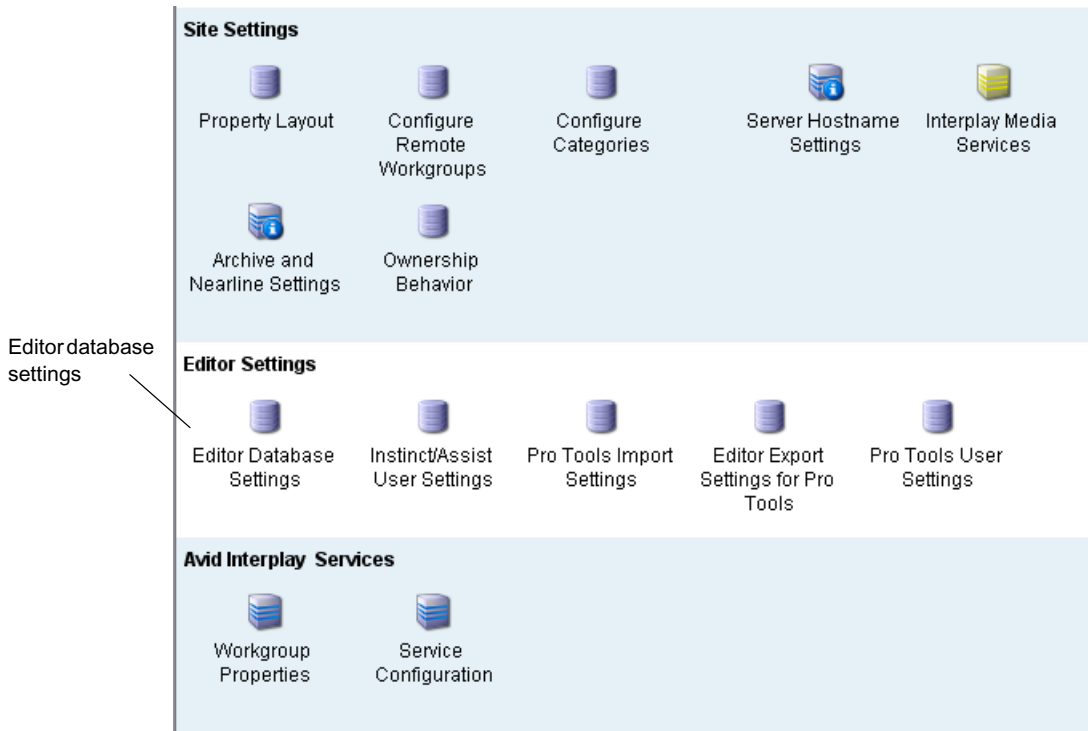 Site Settings
Property Layout
Configure
Remote
Workgroups
Configure
Categories
Server Hostname
Settings
Interplay Media
Services
Archive and
Nearline Settings
Ownership
Behavior
Editor database
settings
Editor Settings
Editor Database
Settings
Instinct/Assist
User Settings
Pro Tools Import
Settings
Editor Export
Settings for Pro
Tools
Pro Tools User
Settings
Avid Interplay Services
Workgroup
Properties
Service
Configuration